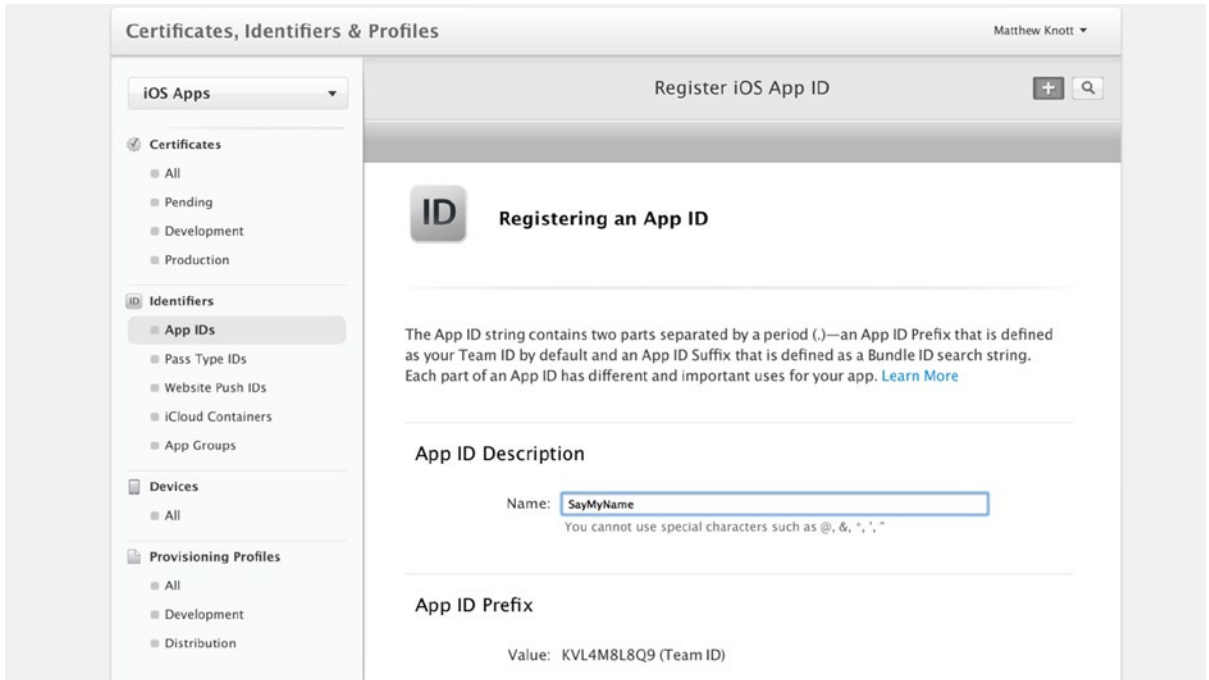 Certificates, Identifiers & Profiles
Matthew Knott
iOS Apps
Register iOS App ID
Certificates
All
Pending
Development
Production
ID Identifiers
App IDs
Pass Type IDs
Website Push IDs
iCloud Containers
App Groups
Devices
All
Provisioning Profiles
All
Development
Distribution
ID
Registering an App ID
The App ID string contains two parts separated by a period (.)—an App ID Prefix that is defined
as your Team ID by default and an App ID Suffix that is defined as a Bundle ID search string.
Each part of an App ID has different and important uses for your app. Learn More
App ID Description
Name: SayMyName
You cannot use special characters such as @, &, *, ', "
App ID Prefix
Value: KVL4M8L8Q9 (Team ID)